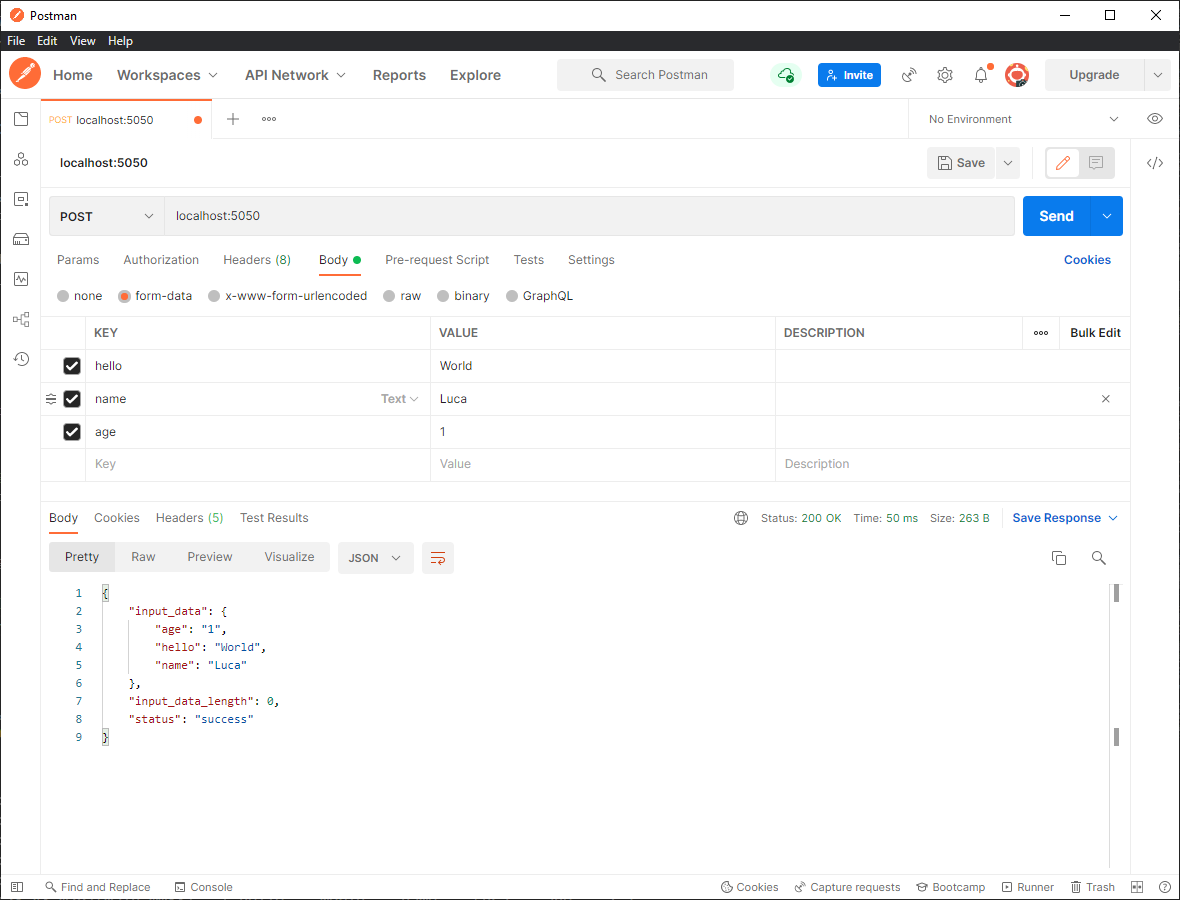 Postman
File Edit View Help
Home Workspaces API Network Reports Explore Search Postman Invite Upgrade
POST localhost:5050 No Environment
localhost:5050 Save
POST localhost:5050 Send
Params Authorization Headers (8) Body Pre-request Script Tests Settings Cookies
none form-data x-www-form-urlencoded raw binary GraphQL
KEY VALUE DESCRIPTION Bulk Edit
hello World
name Text Luca
age 1
Key Value Description
Body Cookies Headers (5) Test Results Status: 200 OK Time: 50 ms Size: 263 B Save Response
Pretty Raw Preview Visualize JSON
1 {
2 "input_data": {
3 "age": "1",
4 "hello": "World",
5 "name": "Luca"
6 },
7 "input_data_length": 0,
8 "status": "success"
9 }
Find and Replace Console Cookies Capture requests Bootcamp Runner Trash